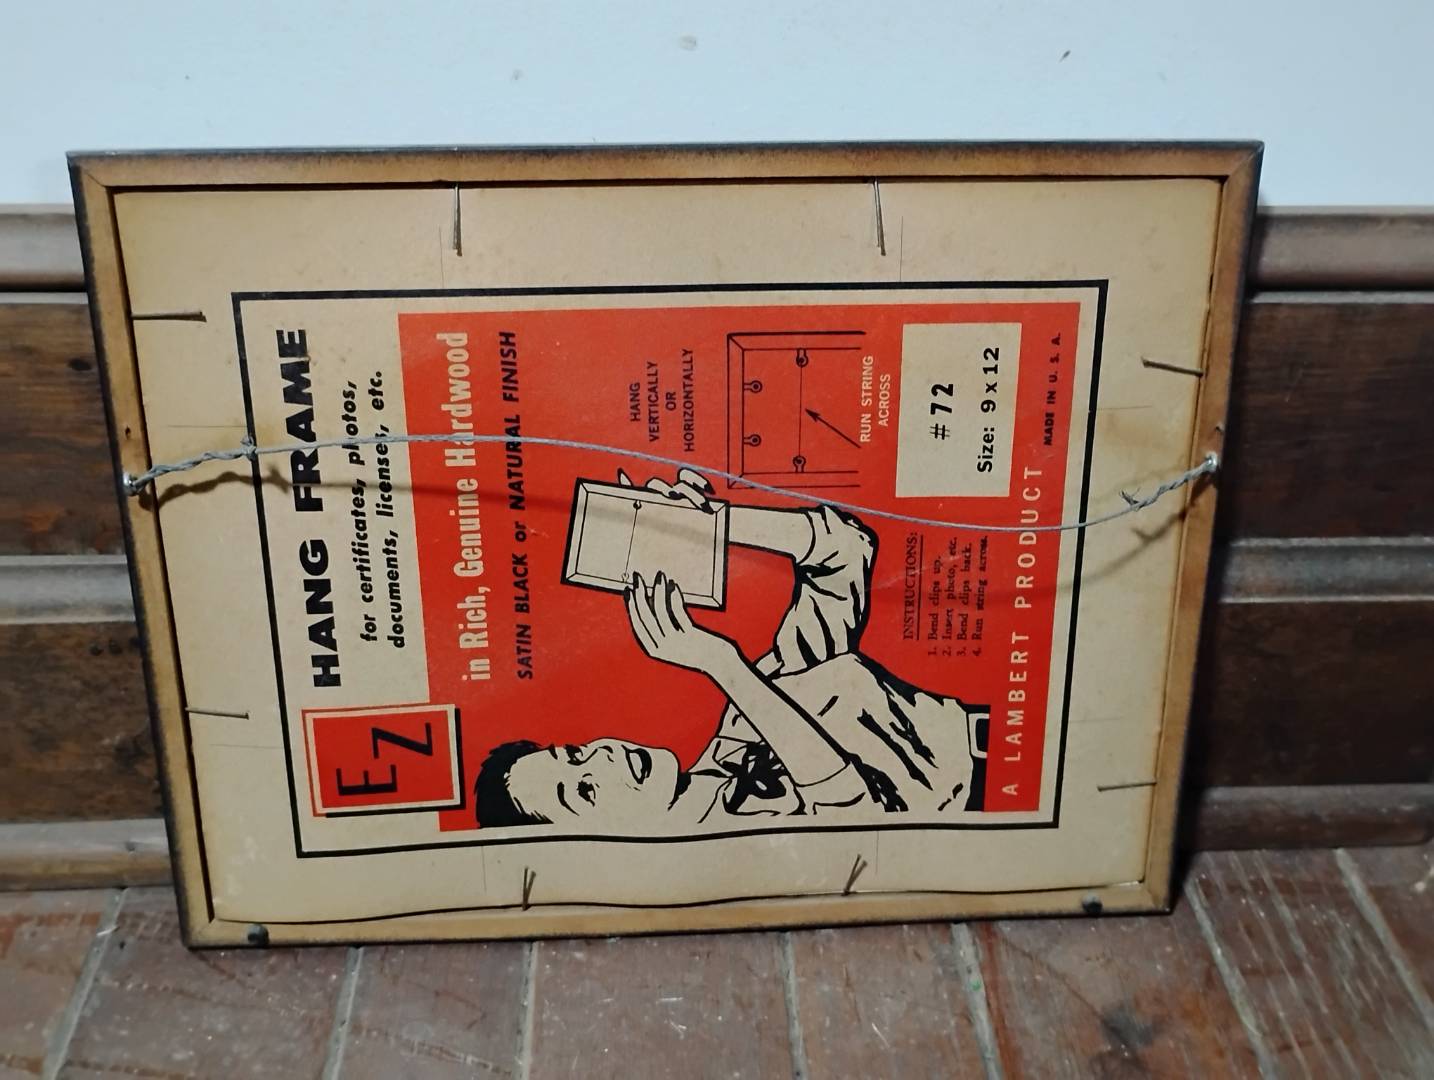 EZ
HANG FRAME
for certificates, photos,
documents, licenses, etc.
in Rich, Genuine Hardwood
SATIN BLACK or NATURAL FINISH
HANG
VERTICALLY
OR
HORIZONTALLY
RUN STRING
ACROSS
INSTRUCTIONS:
1. Bend clips up.
2. Insert photo, etc.
3. Bend clips back.
4. Run string across.
#72
Size: 9 x 12
A LAMBERT PRODUCT
MADE IN U. S. A.